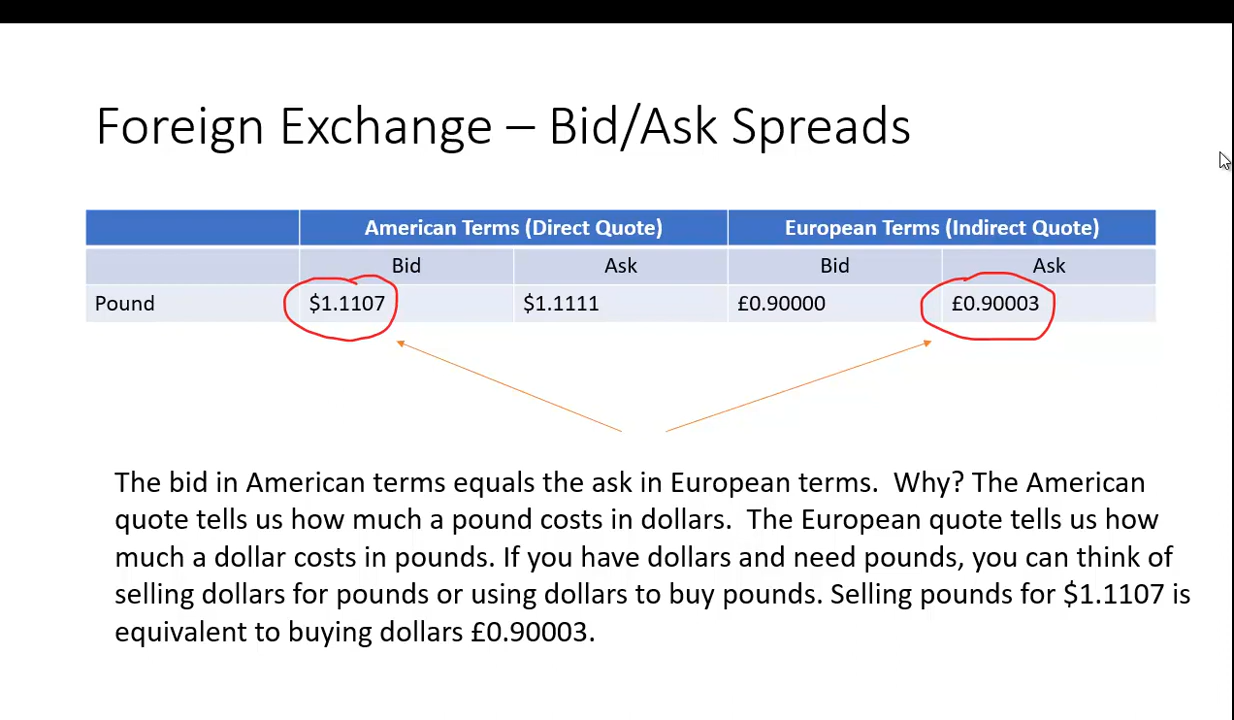 Foreign Exchange – Bid/Ask Spreads
American Terms (Direct Quote) European Terms (Indirect Quote)
Bid Ask Bid Ask
Pound $1.1107 $1.1111 £0.90000 £0.90003
The bid in American terms equals the ask in European terms.  Why? The American
quote tells us how much a pound costs in dollars.  The European quote tells us how
much a dollar costs in pounds. If you have dollars and need pounds, you can think of
selling dollars for pounds or using dollars to buy pounds. Selling pounds for $1.1107 is
equivalent to buying dollars £0.90003.